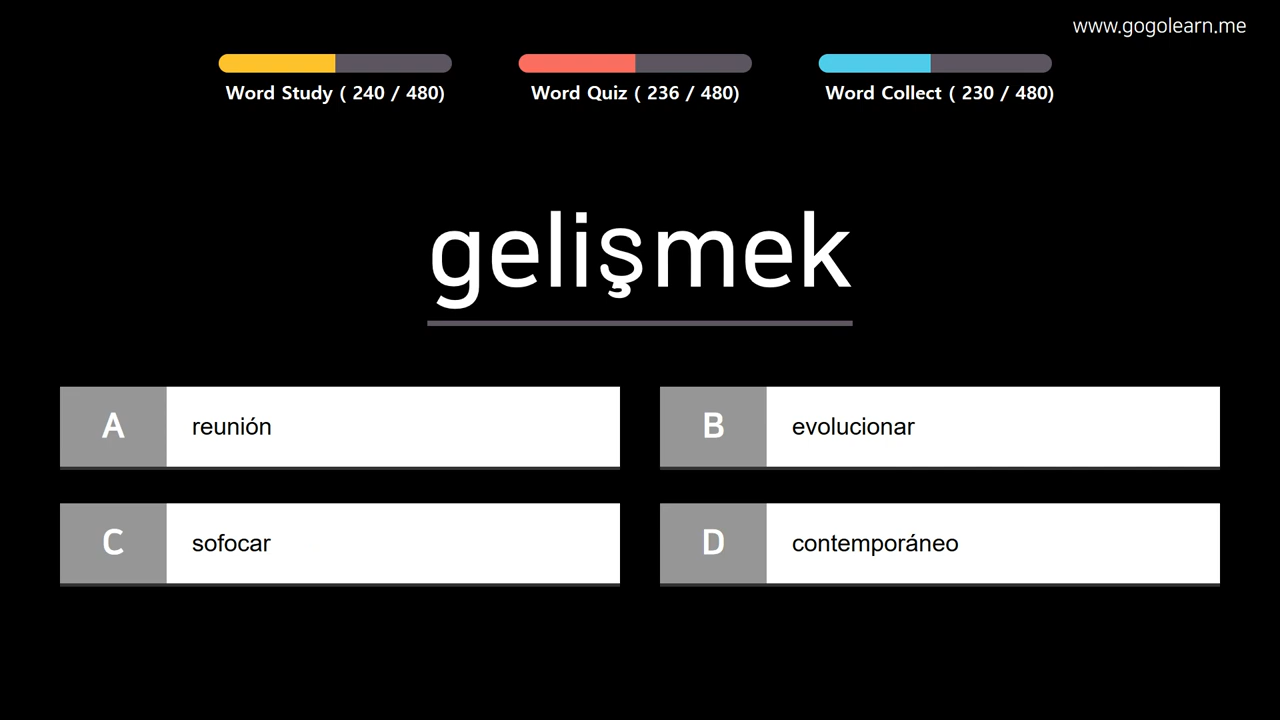 www.gogolearn.me
Word Study ( 240 / 480)
Word Quiz ( 236 / 480)
Word Collect ( 230 / 480)
gelişmek
A
reunión
B
evolucionar
C
sofocar
D
contemporáneo